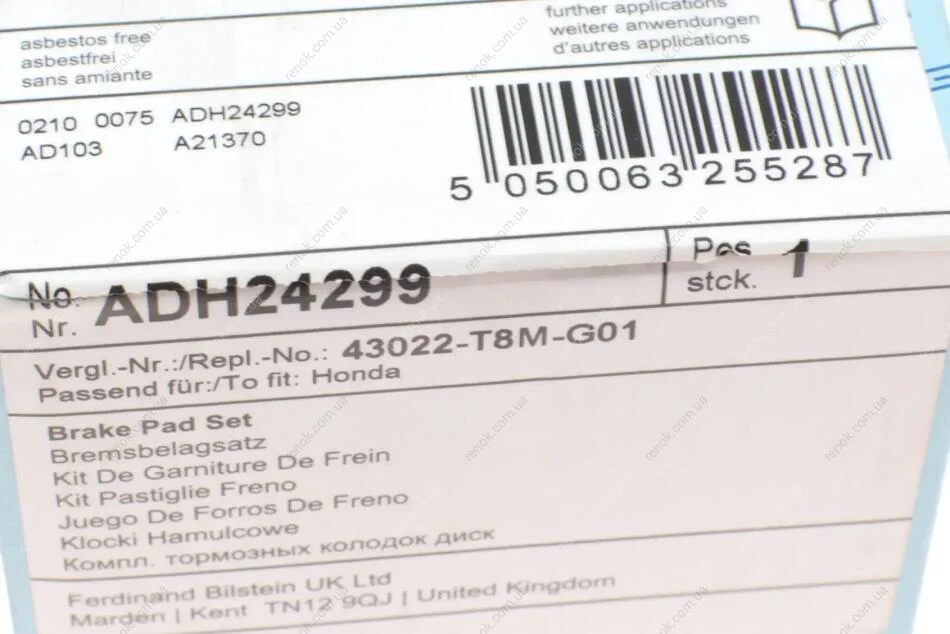 asbestos free
asbestfrei
sans amiante
further applications
weitere anwendungen
d'autres applications
0210 0075 ADH24299
AD103 A21370
5 050063 255287
No.
Nr. ADH24299
Pcs
stck. 1
Vergl.-Nr.:/Repl.-No.: 43022-T8M-G01
Passend für:/To fit: Honda
Brake Pad Set
Bremsbelagsatz
Kit De Garniture De Frein
Kit Pastiglie Freno
Juego De Forros De Freno
Klocki Hamulcowe
Компл. тормозных колодок диск
Ferdinand Bilstein UK Ltd
Marden | Kent TN12 9QJ | United Kingdom
renok.com.ua